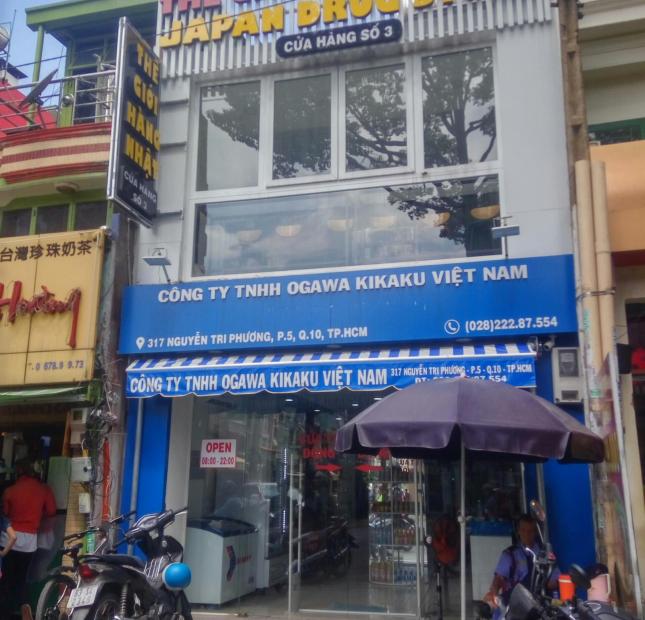 THE
JAPAN DRUG
CỬA HÀNG SỐ 3
THẾ
GIỚI
HÀNG
NHẬT
CỬA HÀNG
SỐ 3
台灣珍珠奶茶
CÔNG TY TNHH OGAWA KIKAKU VIỆT NAM
317 NGUYỄN TRI PHƯƠNG, P.5, Q.10, TP.HCM
(028)222.87.554
CÔNG TY TNHH OGAWA KIKAKU VIỆT NAM
317 NGUYỄN TRI PHƯƠNG - P.5 - Q.10 - TP.HCM
OPEN
08:00 - 22:00